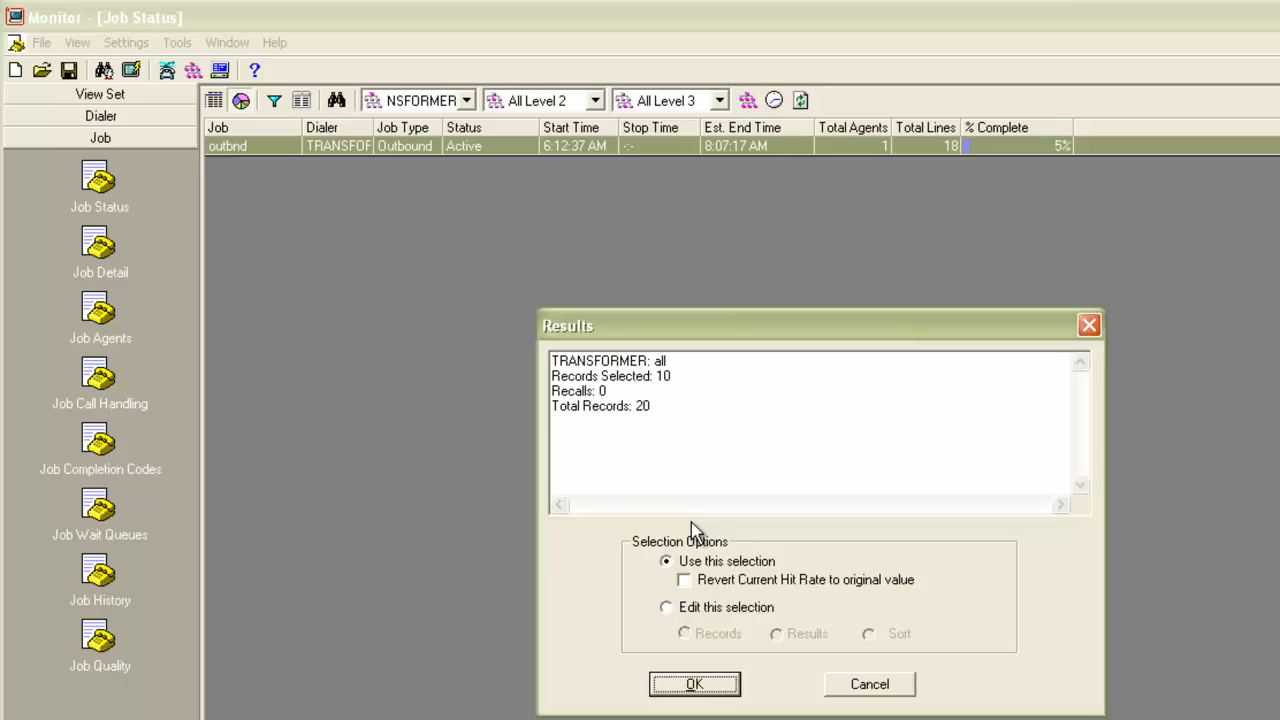 Monitor - [Job Status]
File View Settings Tools Window Help
View Set
Dialer
Job
NSFORMER All Level 2 All Level 3
Job Dialer Job Type Status Start Time Stop Time Est. End Time Total Agents Total Lines % Complete
outbnd TRANSFOF Outbound Active 6:12:37 AM -:- 8:07:17 AM 1 18 5%
Job Status
Job Detail
Job Agents
Job Call Handling
Job Completion Codes
Job Wait Queues
Job History
Job Quality
Results
TRANSFORMER: all
Records Selected: 10
Recalls: 0
Total Records: 20
Selection Options
Use this selection
Revert Current Hit Rate to original value
Edit this selection
Records Results Sort
OK Cancel